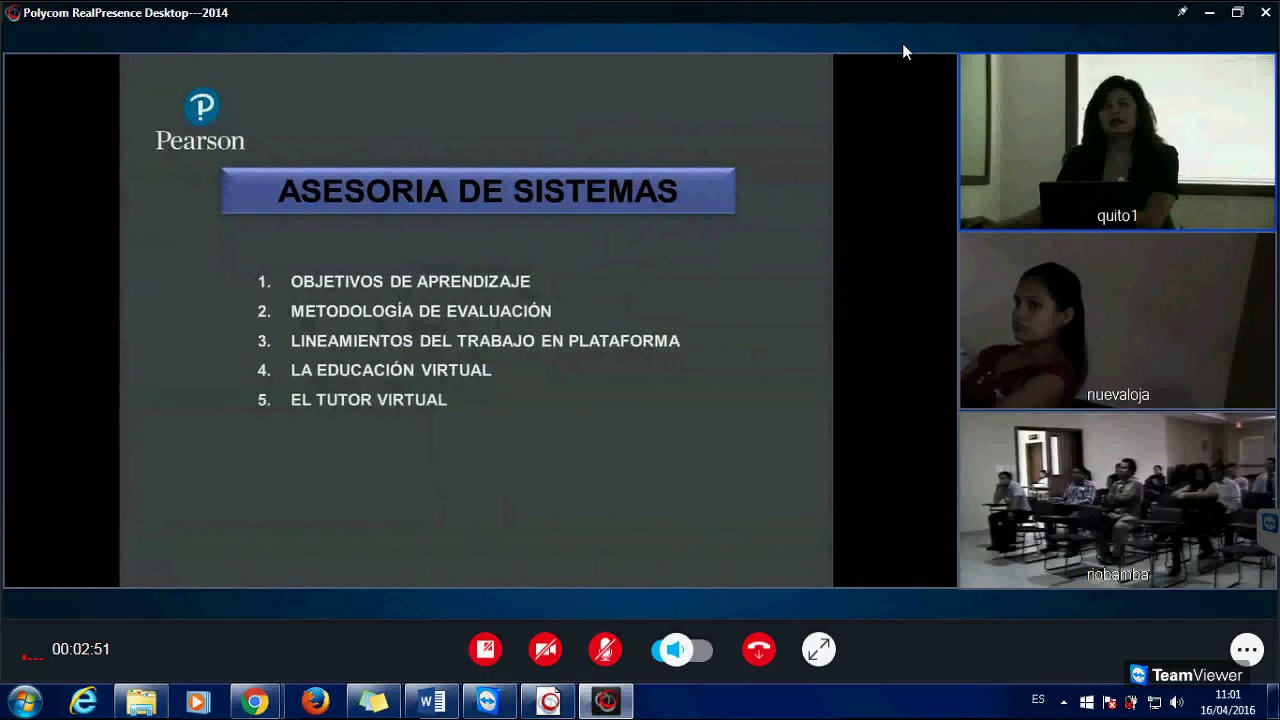 Polycom RealPresence Desktop---2014
Pearson
ASESORIA DE SISTEMAS
1. OBJETIVOS DE APRENDIZAJE
2. METODOLOGÍA DE EVALUACIÓN
3. LINEAMIENTOS DEL TRABAJO EN PLATAFORMA
4. LA EDUCACIÓN VIRTUAL
5. EL TUTOR VIRTUAL
quito1
nuevaloja
riobamba
00:02:51
TeamViewer
ES
11:01
16/04/2016